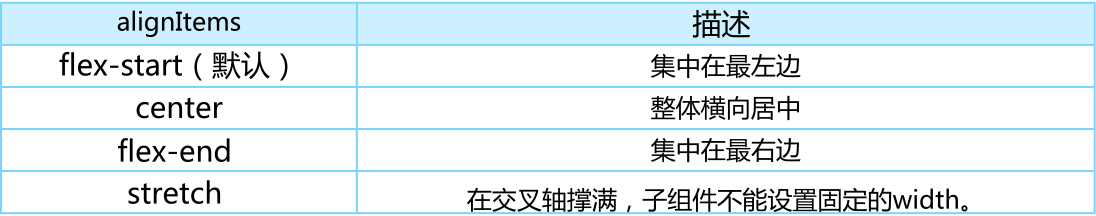 alignItems 描述
flex-start（默认） 集中在最左边
center 整体横向居中
flex-end 集中在最右边
stretch 在交叉轴撑满，子组件不能设置固定的width。